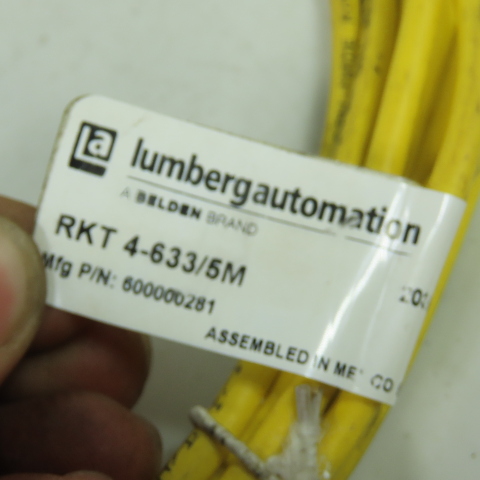 la lumbergautomation
A BELDEN BRAND
RKT 4-633/5M
Mfg P/N: 600000281
ASSEMBLED IN MEXICO